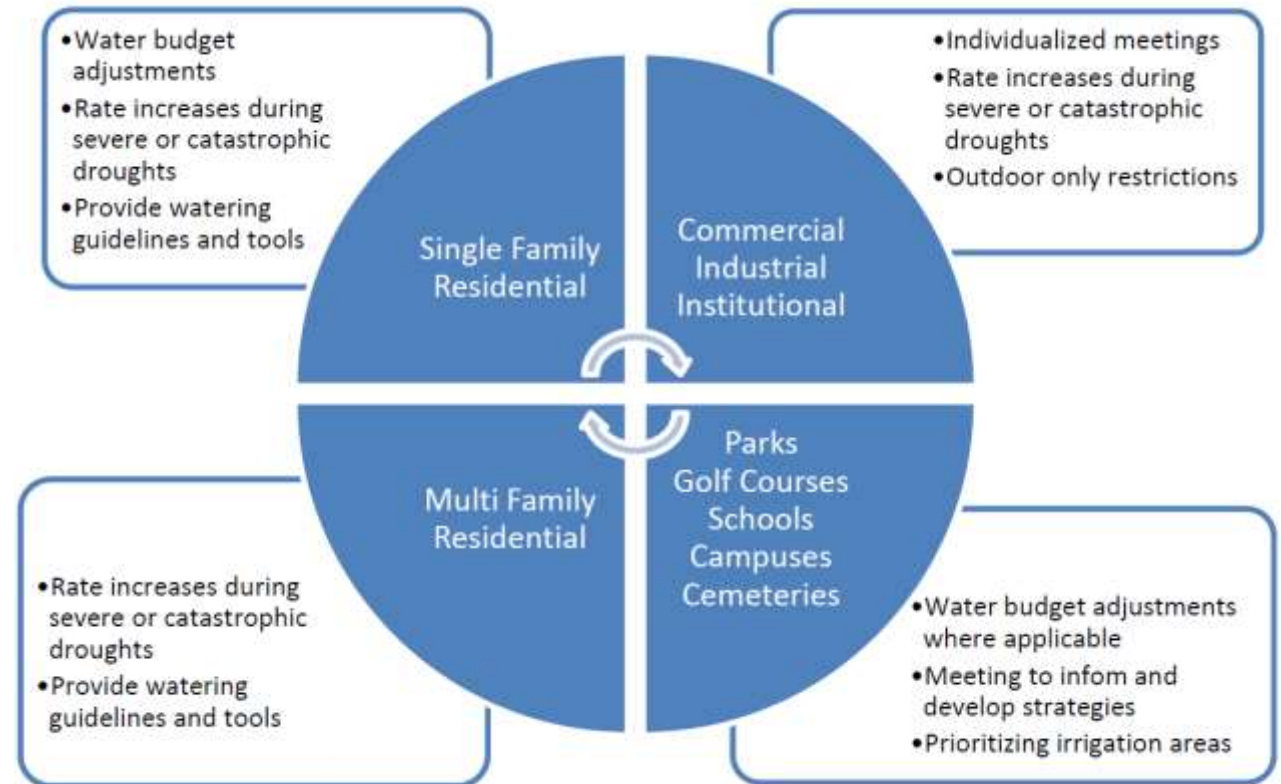 •Water budget
adjustments
•Rate increases during
severe or catastrophic
droughts
•Provide watering
guidelines and tools
Single Family
Residential
Commercial
Industrial
Institutional
•Individualized meetings
•Rate increases during
severe or catastrophic
droughts
•Outdoor only restrictions
•Rate increases during
severe or catastrophic
droughts
•Provide watering
guidelines and tools
Multi Family
Residential
Parks
Golf Courses
Schools
Campuses
Cemeteries
•Water budget adjustments
where applicable
•Meeting to infom and
develop strategies
•Prioritizing irrigation areas